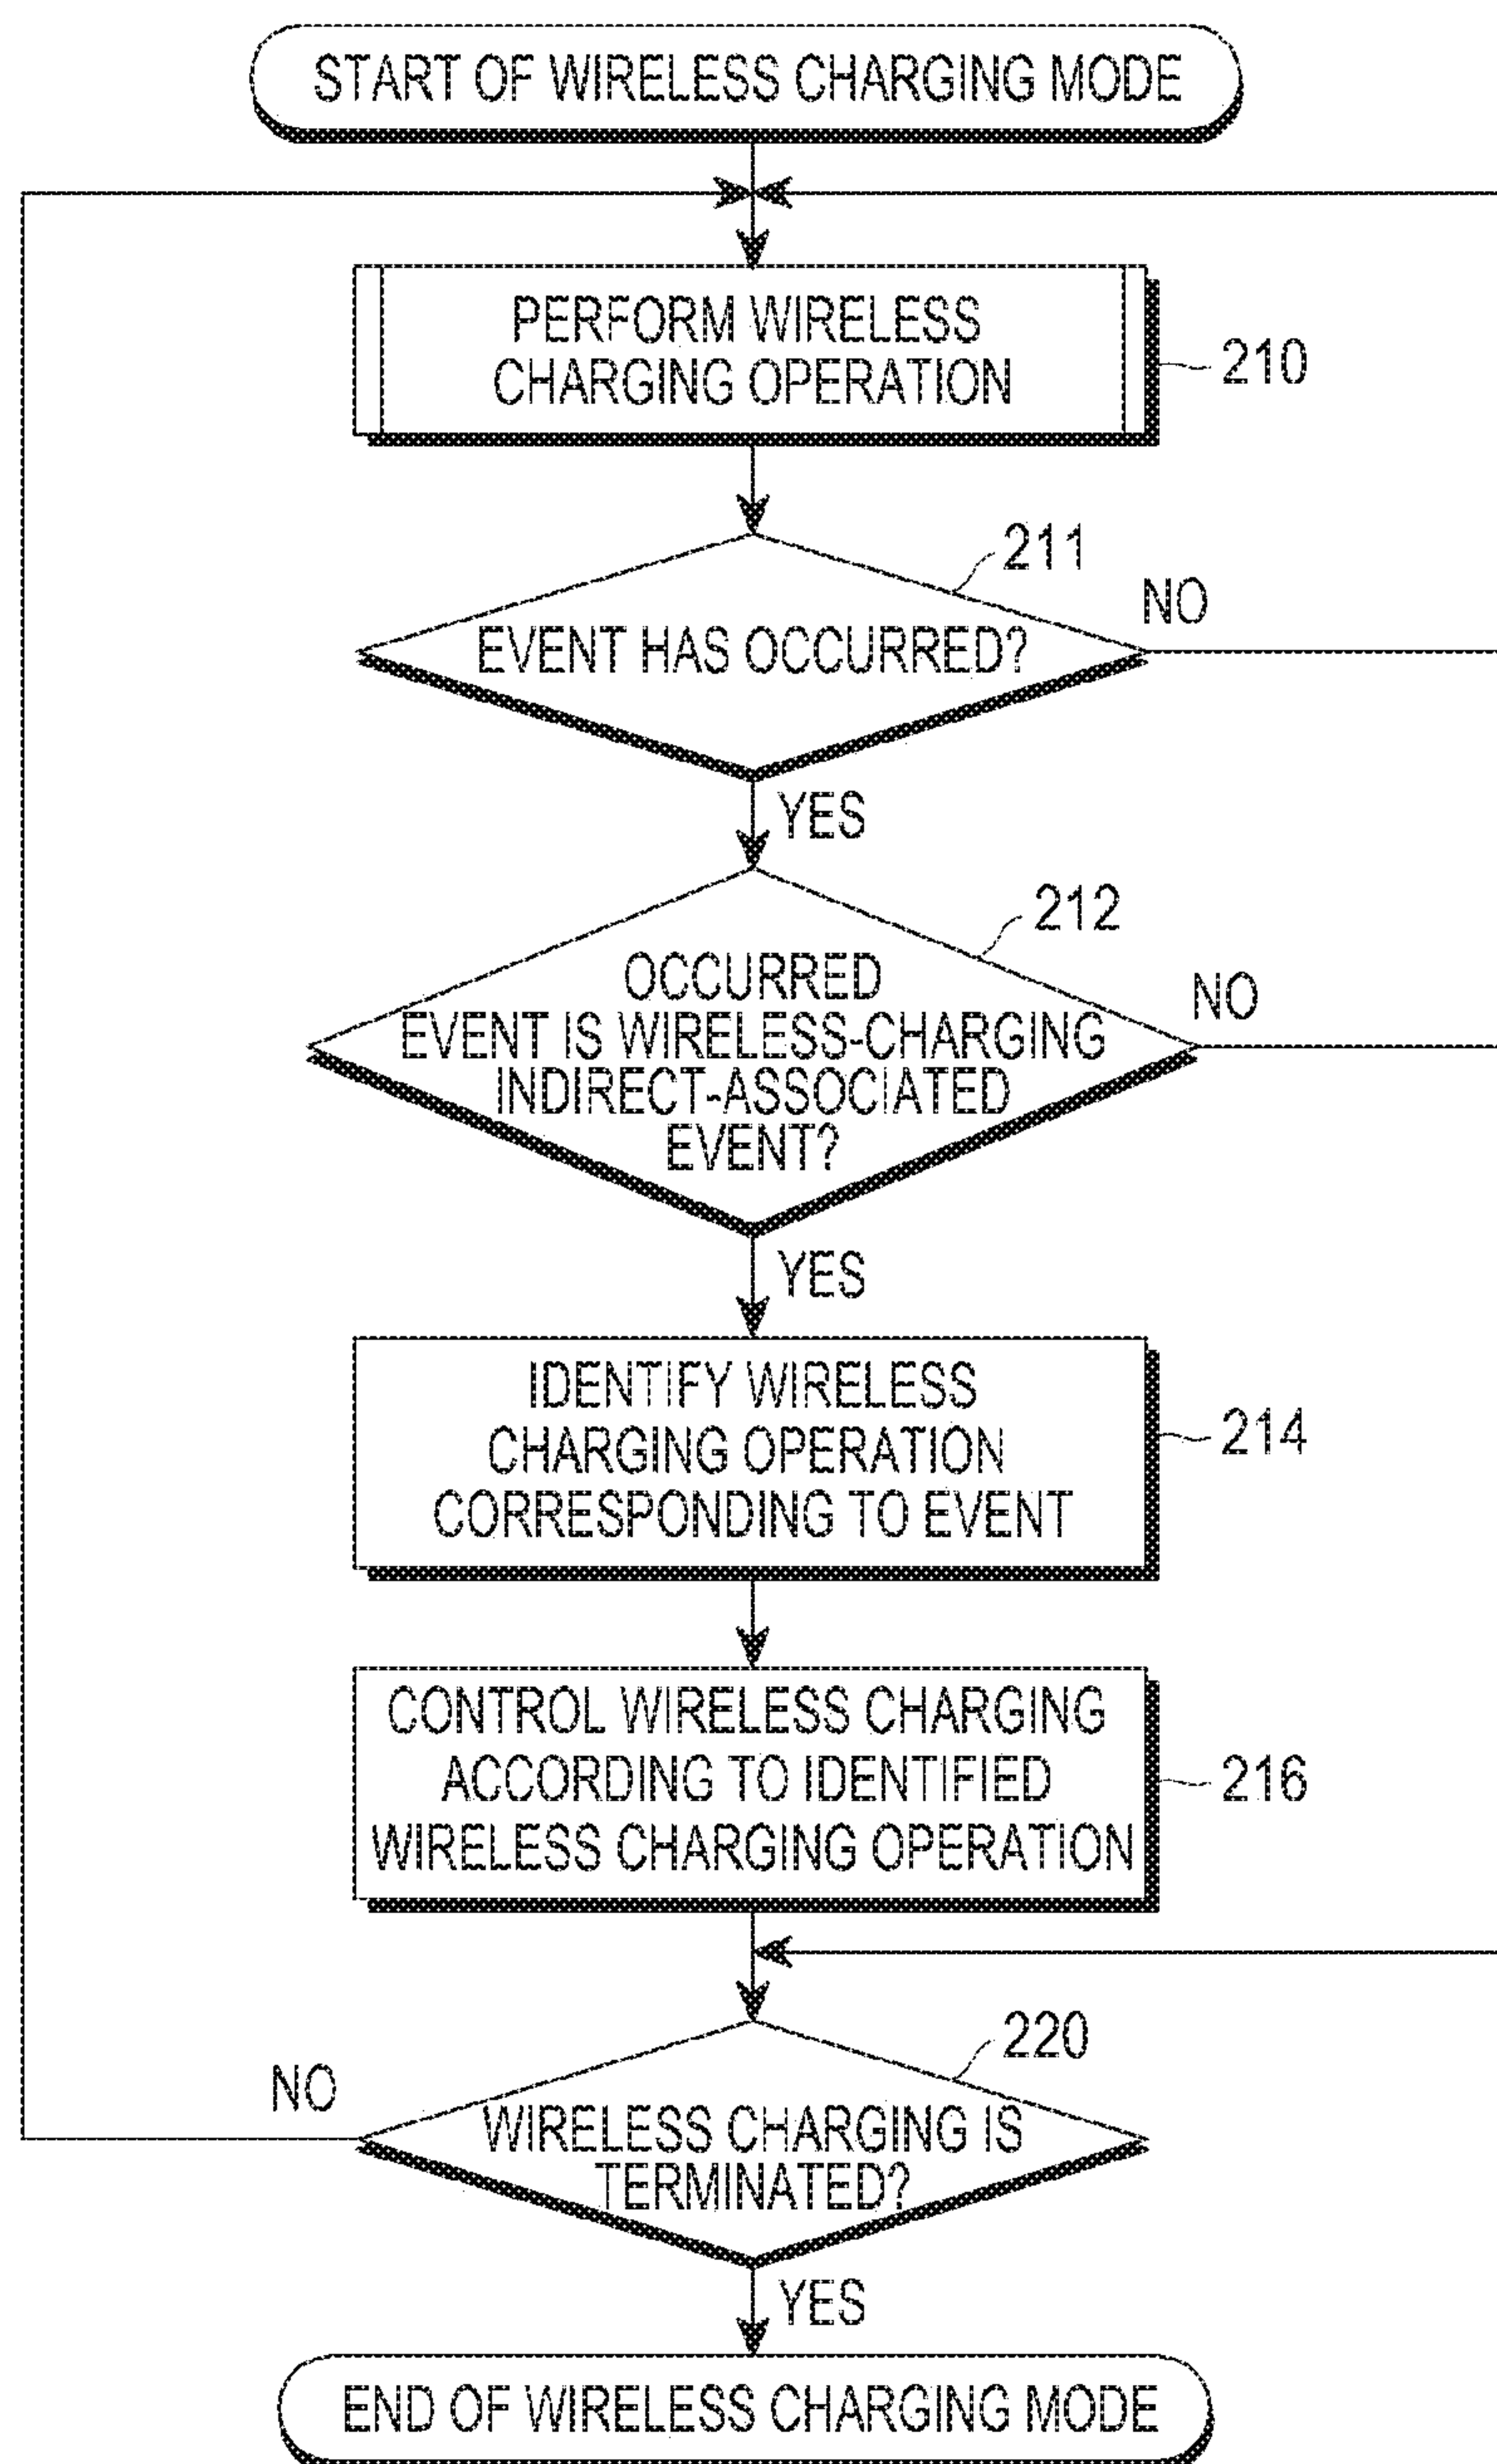 START OF WIRELESS CHARGING MODE
PERFORM WIRELESS
CHARGING OPERATION
210
211
EVENT HAS OCCURRED?
NO
YES
212
OCCURRED
EVENT IS WIRELESS-CHARGING
INDIRECT-ASSOCIATED
EVENT?
NO
YES
IDENTIFY WIRELESS
CHARGING OPERATION
CORRESPONDING TO EVENT
214
CONTROL WIRELESS CHARGING
ACCORDING TO IDENTIFIED
WIRELESS CHARGING OPERATION
216
220
NO
WIRELESS CHARGING IS
TERMINATED?
YES
END OF WIRELESS CHARGING MODE